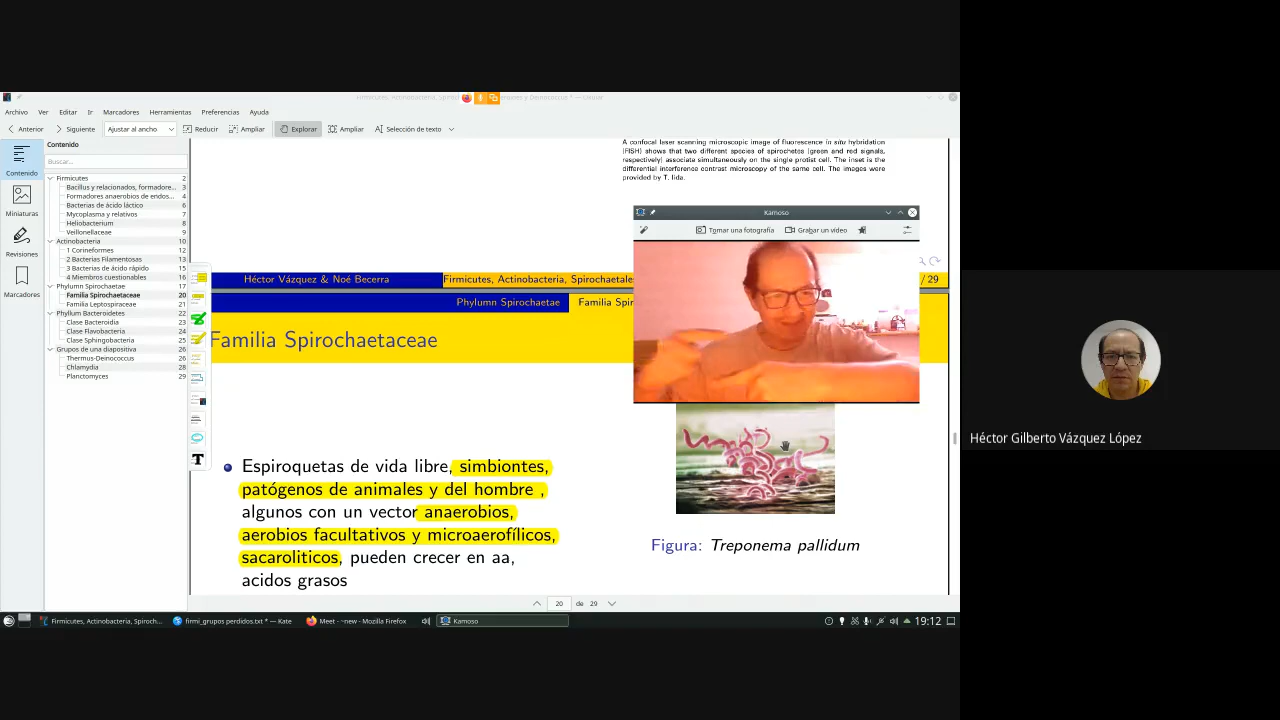 Archivo Ver Editar Ir Marcadores Herramientas Preferencias Ayuda
Anterior Siguiente Ajustar al ancho Reducir Ampliar Explorar Ampliar Selección de texto
Contenido
Buscar...
Contenido
Miniaturas
Revisiones
Marcadores
Firmicutes 2
Bacillus y relacionados, formadore... 3
Formadores anaerobios de endos... 4
Bacterias de ácido láctico 6
Mycoplasma y relativos 7
Heliobacterium 8
Veillonellaceae 9
Actinobacteria 10
1 Corineformes 12
2 Bacterias Filamentosas 13
3 Bacterias de ácido rápido 15
4 Miembros cuestionables 16
Phylum Spirochaetae 17
Familia Spirochaetaceae 20
Familia Leptospiraceae 21
Phyllum Bacteroidetes 22
Clase Bacteroidia 23
Clase Flavobacteria 24
Clase Sphingobacteria 25
Grupos de una diapositiva 26
Thermus-Deinococcus 26
Chlamydia 28
Planctomyces 29
A confocal laser scanning microscopic image of fluorescence in situ hybridization
(FISH) shows that two different species of spirochetes (green and red signals,
respectively) associate simultaneously on the single protist cell. The inset is the
differential interference contrast microscopy of the same cell. The images were
provided by T. Iida.
Kamoso
Tomar una fotografía Grabar un vídeo
Héctor Vázquez & Noé Becerra Firmicutes, Actinobacteria, Spirochaetales / 29
Phylumn Spirochaetae Familia Spir
Familia Spirochaetaceae
Espiroquetas de vida libre, simbiontes,
patógenos de animales y del hombre ,
algunos con un vector anaerobios,
aerobios facultativos y microaerofílicos,
sacaroliticos, pueden crecer en aa,
acidos grasos
Figura: Treponema pallidum
T
20 de 29
Firmicutes, Actinobacteria, Spiroch... firmi_grupos perdidos.txt * — Kate Meet - ~new - Mozilla Firefox Kamoso 19:12
Héctor Gilberto Vázquez López